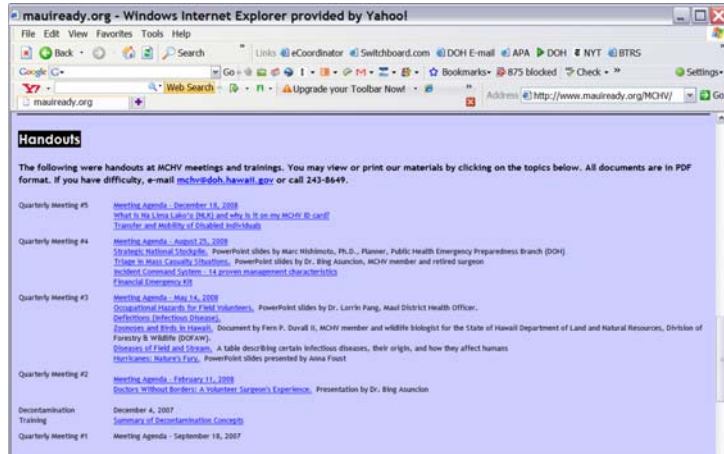 mauiready.org - Windows Internet Explorer provided by Yahoo!
File Edit View Favorites Tools Help
Back Search Links eCoordinator Switchboard.com DOH E-mail APA DOH NYT BTRS
Google Go Bookmarks 875 blocked Check Settings
Y7 Web Search Upgrade your Toolbar Now! Address http://www.mauiready.org/MCHV/ Go
mauiready.org
Handouts
The following were handouts at MCHV meetings and trainings. You may view or print our materials by clicking on the topics below. All documents are in PDF
format. If you have difficulty, e-mail mchv@doh.hawaii.gov or call 243-8649.
Quarterly Meeting #5 Meeting Agenda - December 18, 2008
What is Na Lima Lako'o (NLK) and why is it on my MCHV ID card?
Transfer and Mobility of Disabled Individuals
Quarterly Meeting #4 Meeting Agenda - August 25, 2008
Strategic National Stockpile. PowerPoint slides by Marc Nishimoto, Ph.D., Planner, Public Health Emergency Preparedness Branch (DOH)
Triage in Mass Casualty Situations. PowerPoint slides by Dr. Bing Asuncion, MCHV member and retired surgeon
Incident Command System - 14 proven management characteristics
Financial Emergency Kit
Quarterly Meeting #3 Meeting Agenda - May 14, 2008
Occupational Hazards for Field Volunteers. PowerPoint slides by Dr. Lorrin Pang, Maui District Health Officer.
Definitions (Infectious Disease).
Zoonoses and Birds in Hawaii. Document by Fern P. Duvall II, MCHV member and wildlife biologist for the State of Hawaii Department of Land and Natural Resources, Division of
Forestry & Wildlife (DOFAW).
Diseases of Field and Stream. A table describing certain infectious diseases, their origin, and how they affect humans
Hurricanes: Nature's Fury. PowerPoint slides presented by Anna Foust
Quarterly Meeting #2 Meeting Agenda - February 11, 2008
Doctors Without Borders: A Volunteer Surgeon's Experience. Presentation by Dr. Bing Asuncion
Decontamination December 4, 2007
Training Summary of Decontamination Concepts
Quarterly Meeting #1 Meeting Agenda - September 18, 2007